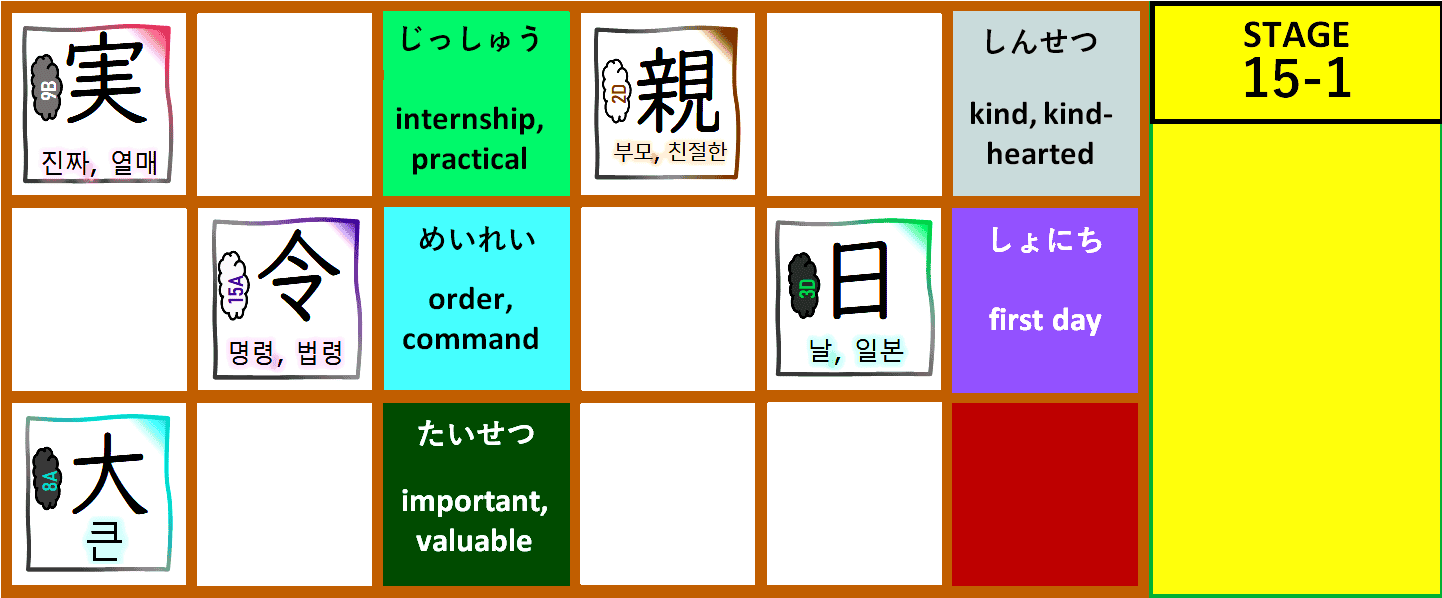 9B
実
진짜, 열매
じっしゅう
internship,
practical
2D
親
부모, 친절한
しんせつ
kind, kind-
hearted
STAGE
15-1
15A
令
명령, 법령
めいれい
order,
command
3D
日
날, 일본
しょにち
first day
8A
大
큰
たいせつ
important,
valuable